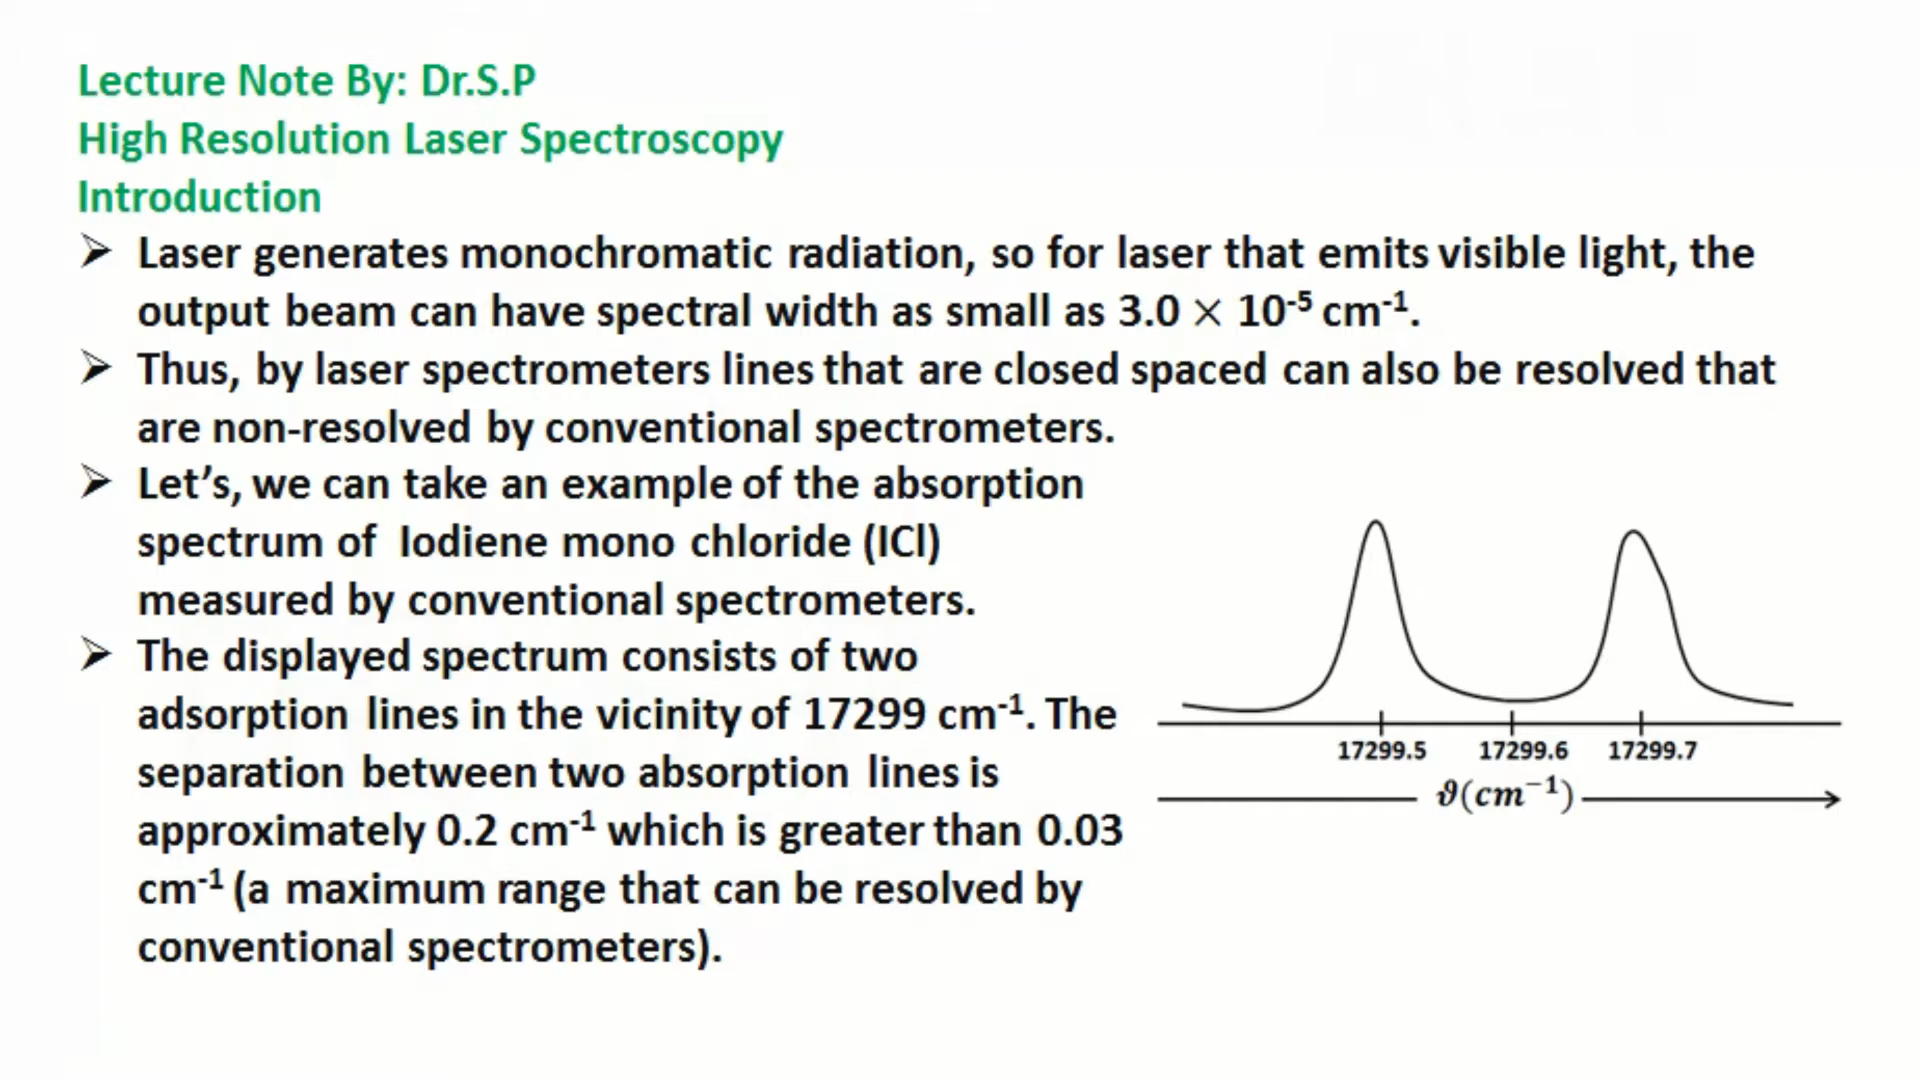 Lecture Note By: Dr.S.P
High Resolution Laser Spectroscopy
Introduction
➢ Laser generates monochromatic radiation, so for laser that emits visible light, the
output beam can have spectral width as small as 3.0 × 10⁻⁵ cm⁻¹.
➢ Thus, by laser spectrometers lines that are closed spaced can also be resolved that
are non-resolved by conventional spectrometers.
➢ Let’s, we can take an example of the absorption
spectrum of Iodiene mono chloride (ICl)
measured by conventional spectrometers.
➢ The displayed spectrum consists of two
adsorption lines in the vicinity of 17299 cm⁻¹. The
separation between two absorption lines is
approximately 0.2 cm⁻¹ which is greater than 0.03
cm⁻¹ (a maximum range that can be resolved by
conventional spectrometers).
17299.5 17299.6 17299.7
ϑ(cm⁻¹)